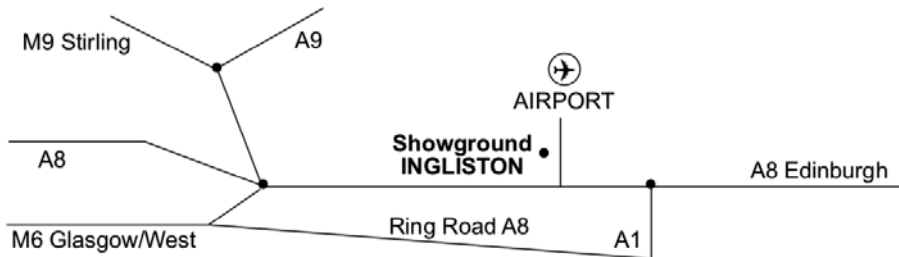 M9 Stirling
A9
AIRPORT
A8
Showground
INGLISTON
A8 Edinburgh
M6 Glasgow/West
Ring Road A8
A1